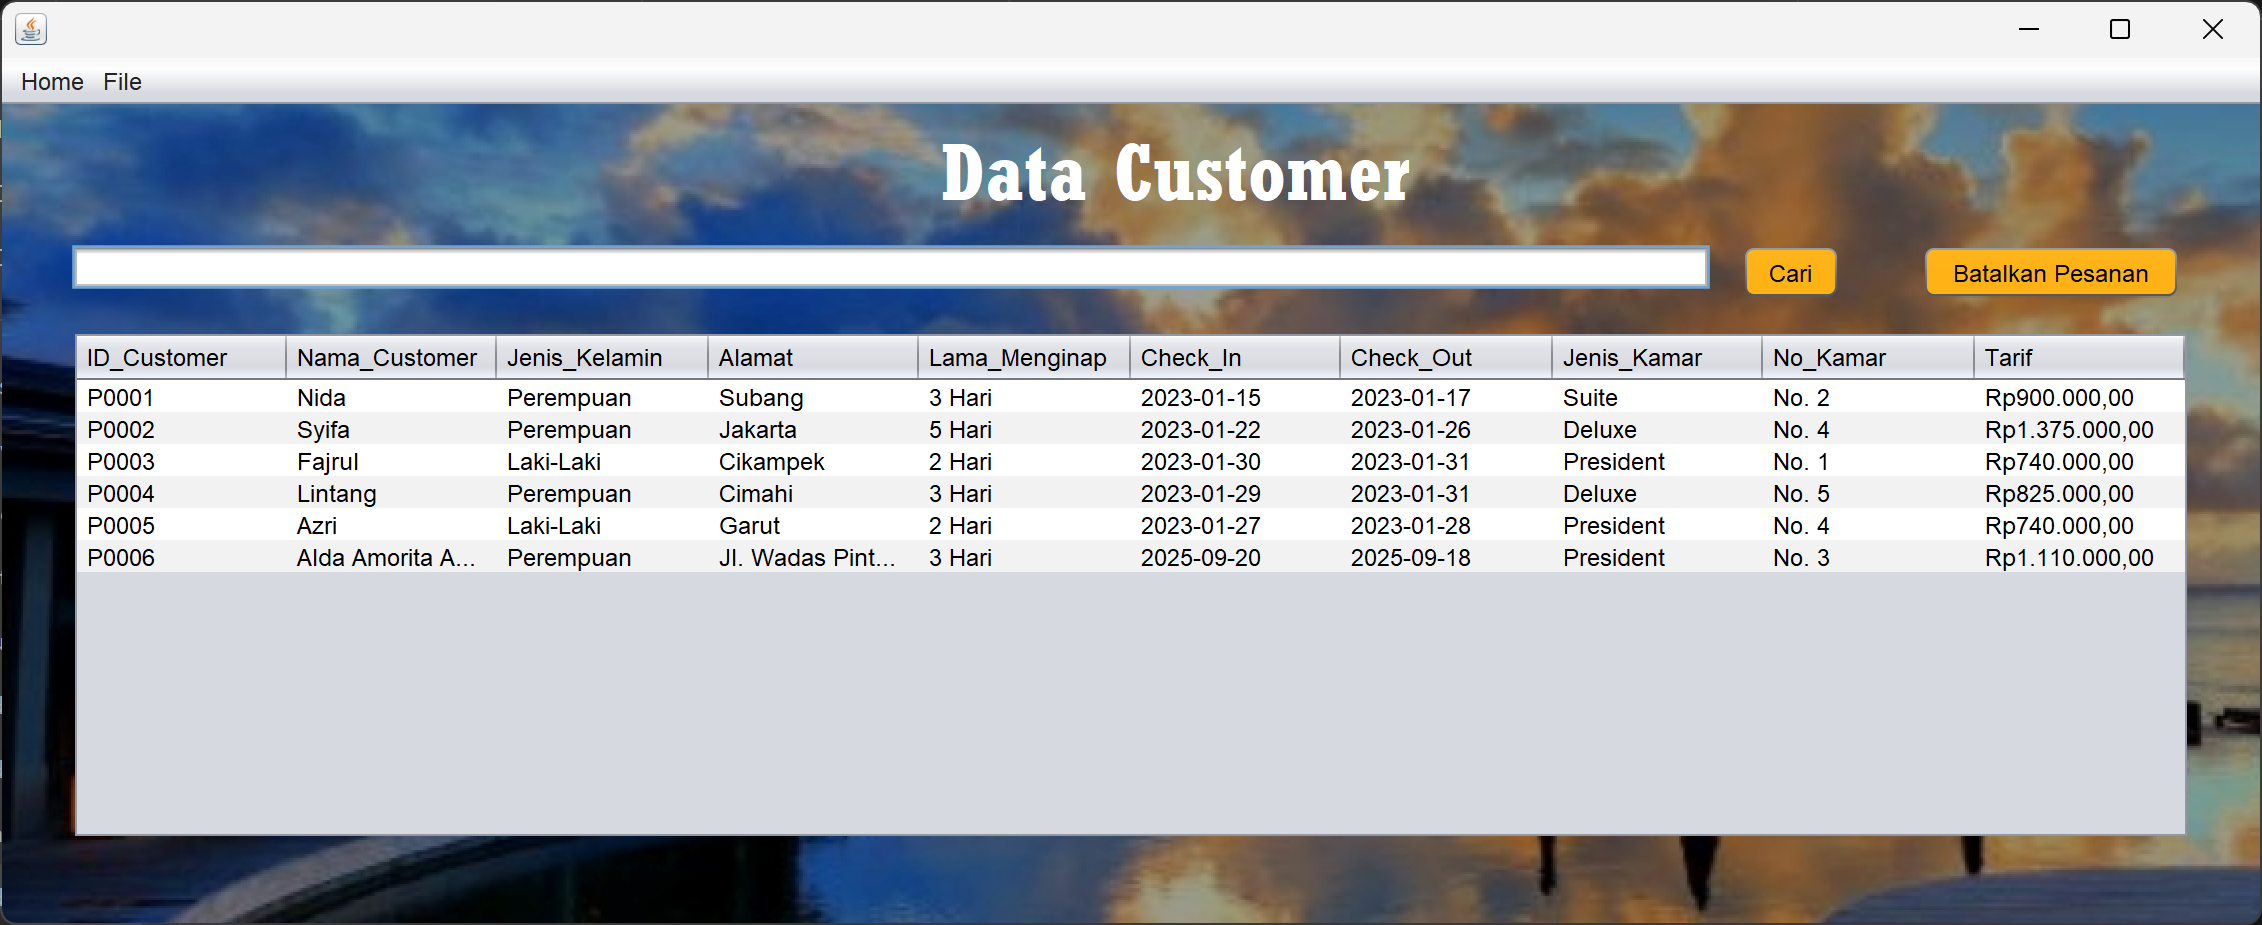 Home File
Data Customer
Cari Batalkan Pesanan
ID_Customer Nama_Customer Jenis_Kelamin Alamat Lama_Menginap Check_In Check_Out Jenis_Kamar No_Kamar Tarif
P0001 Nida Perempuan Subang 3 Hari 2023-01-15 2023-01-17 Suite No. 2 Rp900.000,00
P0002 Syifa Perempuan Jakarta 5 Hari 2023-01-22 2023-01-26 Deluxe No. 4 Rp1.375.000,00
P0003 Fajrul Laki-Laki Cikampek 2 Hari 2023-01-30 2023-01-31 President No. 1 Rp740.000,00
P0004 Lintang Perempuan Cimahi 3 Hari 2023-01-29 2023-01-31 Deluxe No. 5 Rp825.000,00
P0005 Azri Laki-Laki Garut 2 Hari 2023-01-27 2023-01-28 President No. 4 Rp740.000,00
P0006 Alda Amorita A... Perempuan Jl. Wadas Pint... 3 Hari 2025-09-20 2025-09-18 President No. 3 Rp1.110.000,00